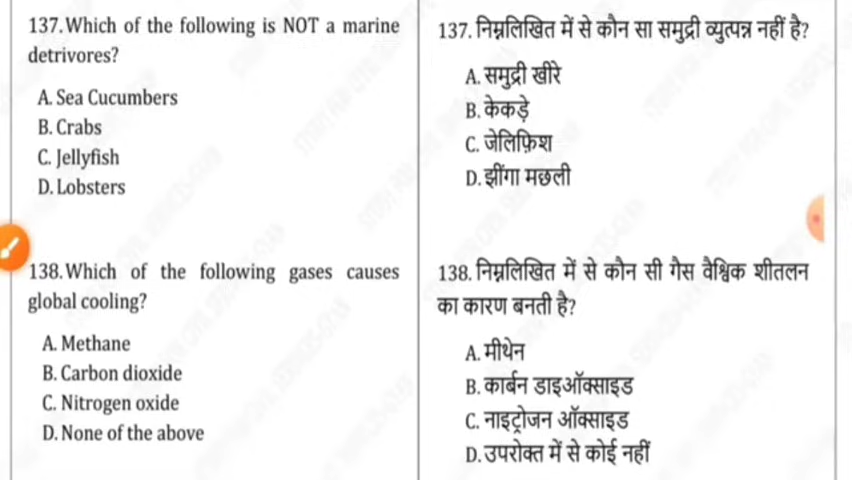 137.Which of the following is NOT a marine
detrivores?
A. Sea Cucumbers
B. Crabs
C. Jellyfish
D. Lobsters
138.Which of the following gases causes
global cooling?
A. Methane
B. Carbon dioxide
C. Nitrogen oxide
D. None of the above
137. निम्नलिखित में से कौन सा समुद्री व्युत्पन्न नहीं है?
A. समुद्री खीरे
B. केकड़े
C. जेलिफ़िश
D. झींगा मछली
138. निम्नलिखित में से कौन सी गैस वैश्विक शीतलन
का कारण बनती है?
A. मीथेन
B. कार्बन डाइऑक्साइड
C. नाइट्रोजन ऑक्साइड
D. उपरोक्त में से कोई नहीं